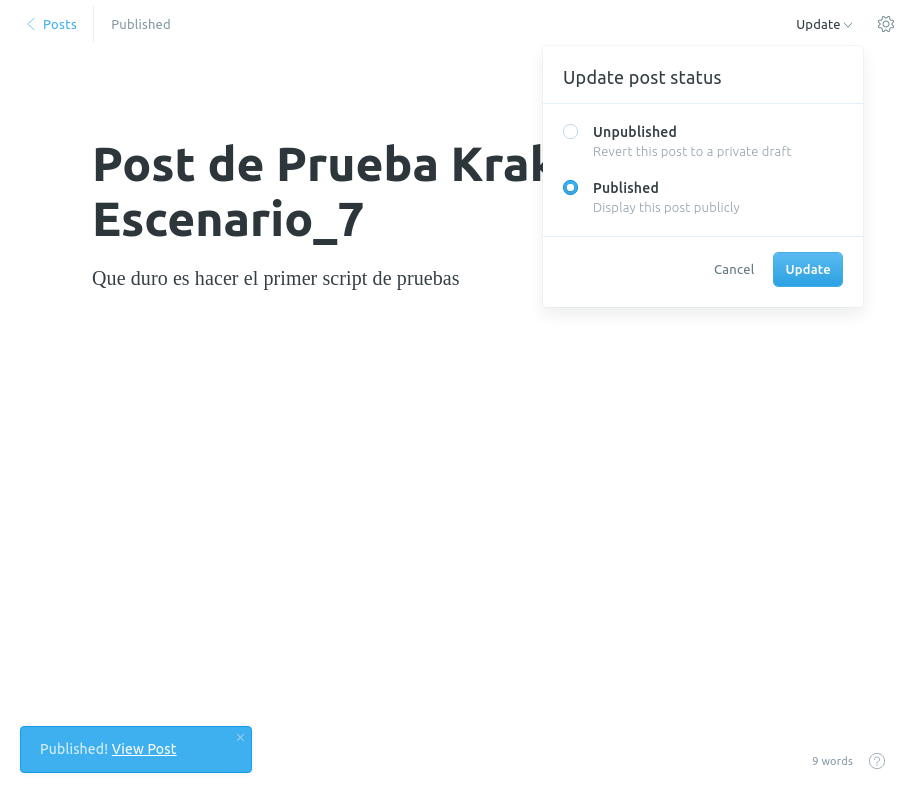 Posts
Published
Update
Update post status
Unpublished
Revert this post to a private draft
Published
Display this post publicly
Cancel
Update
Post de Prueba
Escenario_7
Que duro es hacer el primer script de pruebas
Published! View Post
9 words
?